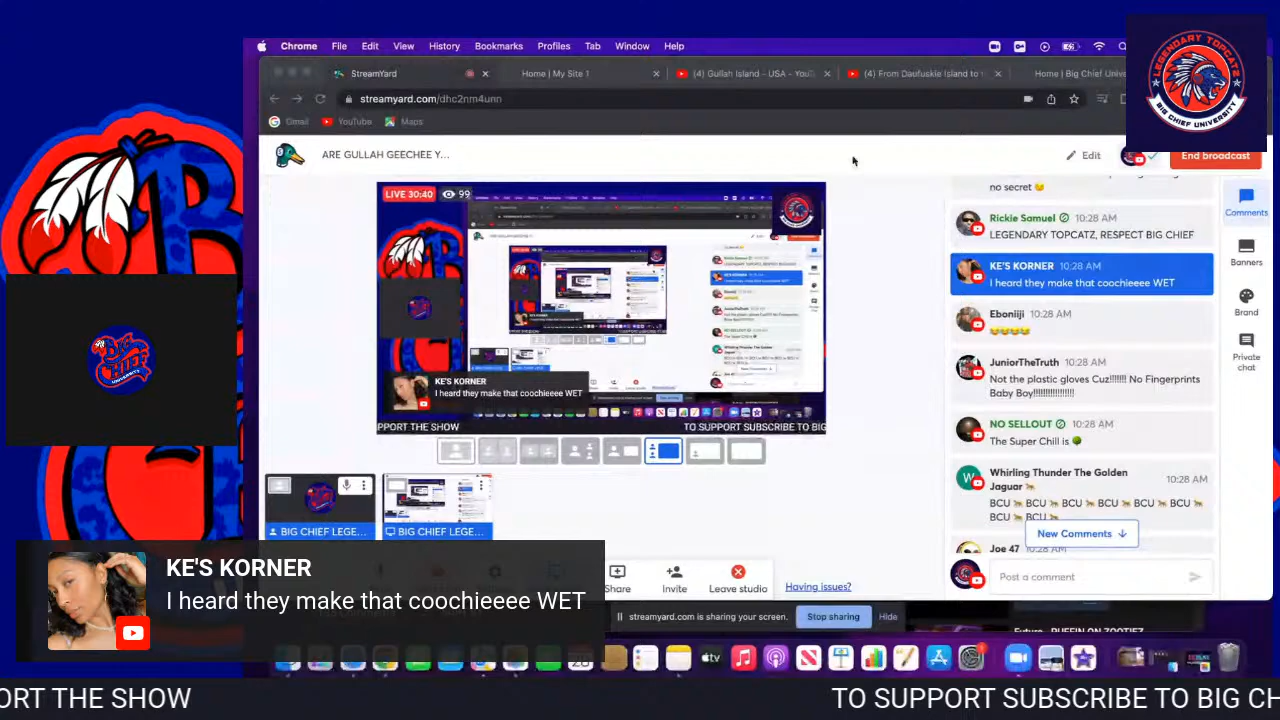 Chrome File Edit View History Bookmarks Profiles Tab Window Help
LEGENDARY TOPCATZ
BIG CHIEF UNIVERSITY
StreamYard
Home | My Site 1
(4) Gullah Island - USA - YouT
(4) From Daufuskie Island to
Home | Big Chief Unive
streamyard.com/dhc2nm4unn
Gmail YouTube Maps
ARE GULLAH GEECHEE Y...
Edit
End broadcast
LIVE 30:40 99
no secret
Rickie Samuel 10:28 AM
LEGENDARY TOPCATZ, RESPECT BIG CHIEF
KE'S KORNER 10:28 AM
I heard they make that coochieeee WET
Eboniiji 10:28 AM
JuniorTheTruth 10:28 AM
Not the plastic gloves Cuz!!!!!!! No Fingerprints
Baby Boy!!!!!!!!!!!!!!!!!!
NO SELLOUT 10:28 AM
The Super Chill is
Whirling Thunder The Golden
Jaguar 10:28 AM
BCU BCU BCU BCU BCU BCU
BCU BCU
New Comments ↓
Joe 47 10:28 AM
Post a comment
Comments
Banners
Brand
Private
chat
KE'S KORNER
I heard they make that coochieeee WET
PPORT THE SHOW
TO SUPPORT SUBSCRIBE TO BIG
BIG CHIEF LEGE...
BIG CHIEF LEGE...
BIG CHIEF
UNIVERSITY
Share
Invite
Leave studio
Having issues?
streamyard.com is sharing your screen.
Stop sharing
Hide
KE'S KORNER
I heard they make that coochieeee WET
tv
ORT THE SHOW
TO SUPPORT SUBSCRIBE TO BIG CH